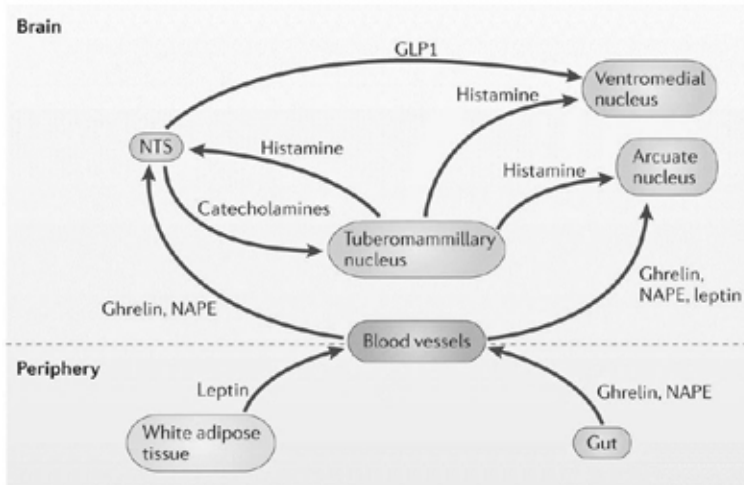 Brain
GLP1
Ventromedial
nucleus
Histamine
NTS
Histamine
Arcuate
nucleus
Histamine
Catecholamines
Tuberomammillary
nucleus
Ghrelin,
NAPE, leptin
Ghrelin, NAPE
Blood vessels
Periphery
Leptin
Ghrelin, NAPE
White adipose
tissue
Gut